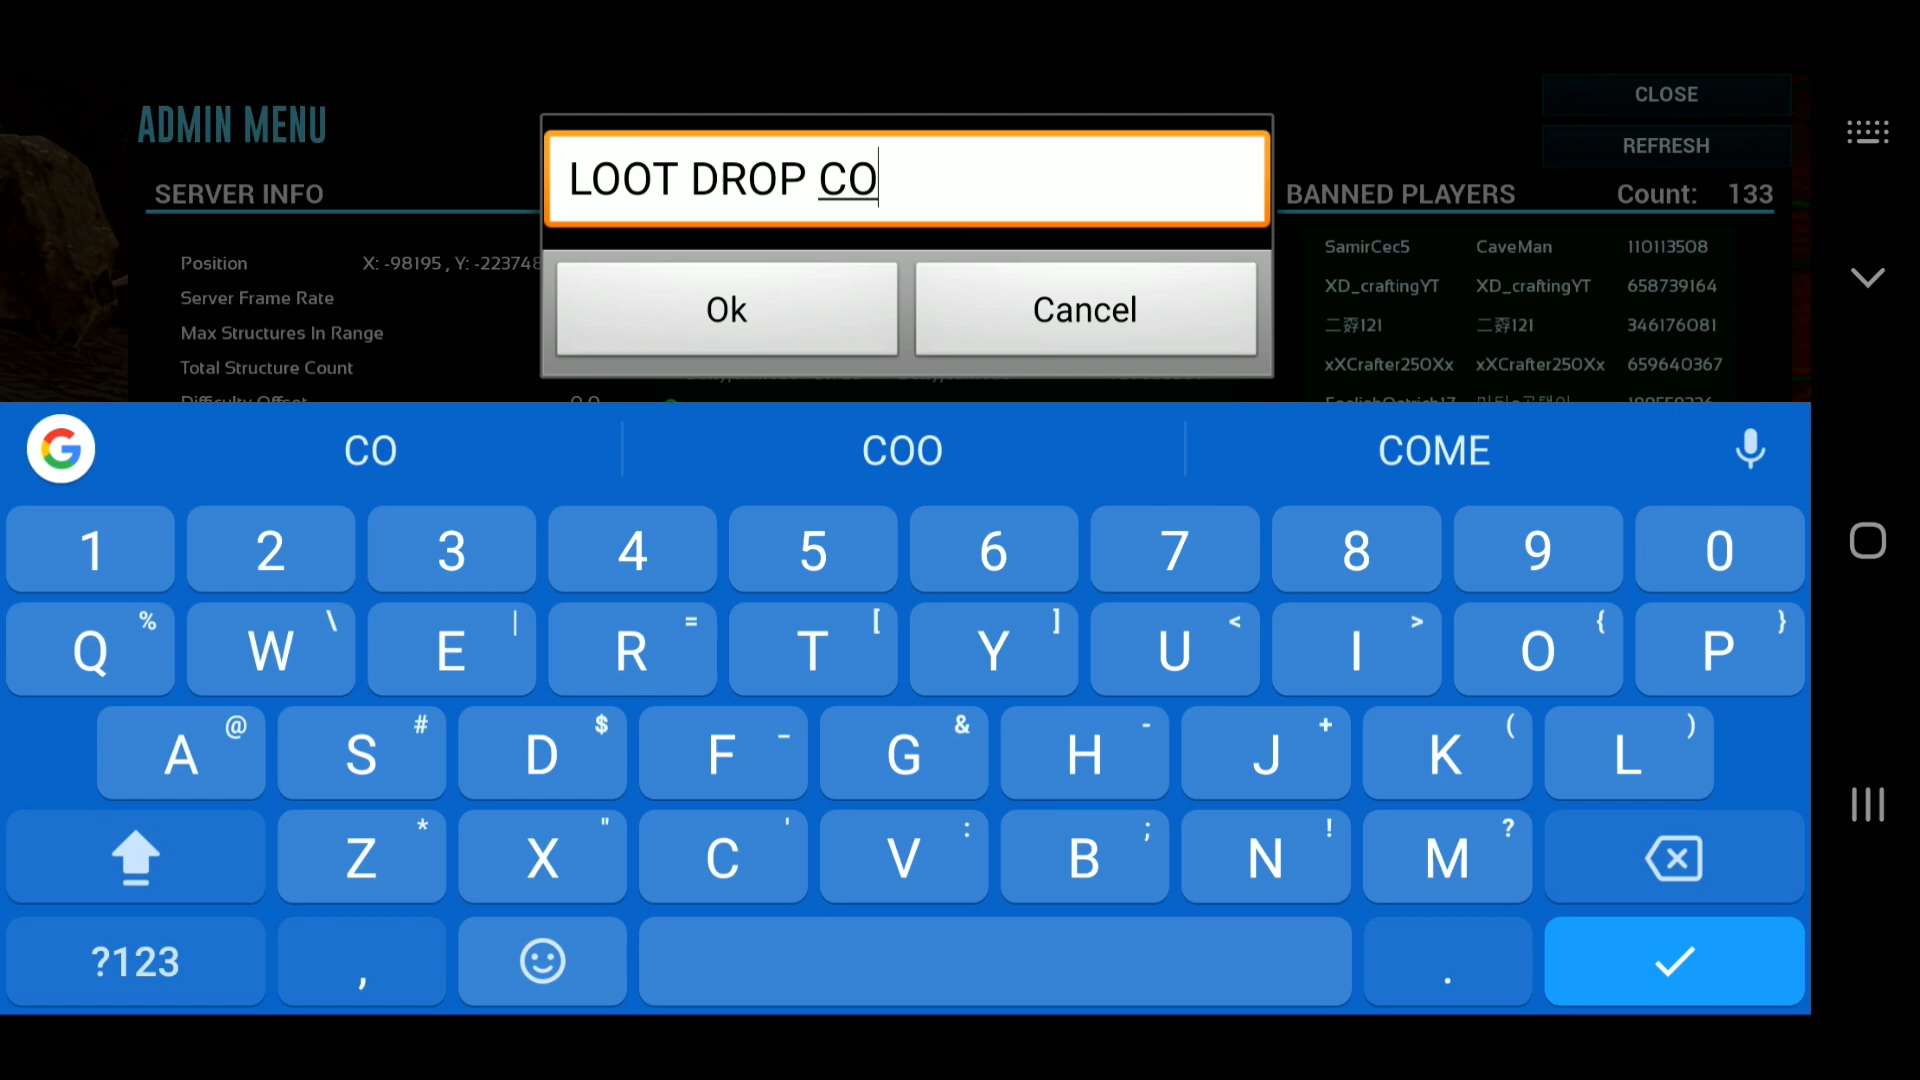 ADMIN MENU
CLOSE
REFRESH
LOOT DROP CO
Ok
Cancel
SERVER INFO
Position X: -98195 , Y: -223748
Server Frame Rate
Max Structures In Range
Total Structure Count
BANNED PLAYERS Count: 133
SamirCec5 CaveMan 110113508
XD_craftingYT XD_craftingYT 658739164
二孬121 二孬121 346176081
xXCrafter250Xx xXCrafter250Xx 659640367
CO COO COME
1 2 3 4 5 6 7 8 9 0
Q % W \ E | R = T [ Y ] U < I > O { P }
A @ S # D $ F _ G & H - J + K ( L )
Z * X " C ' V : B ; N ! M ?
?123 , .